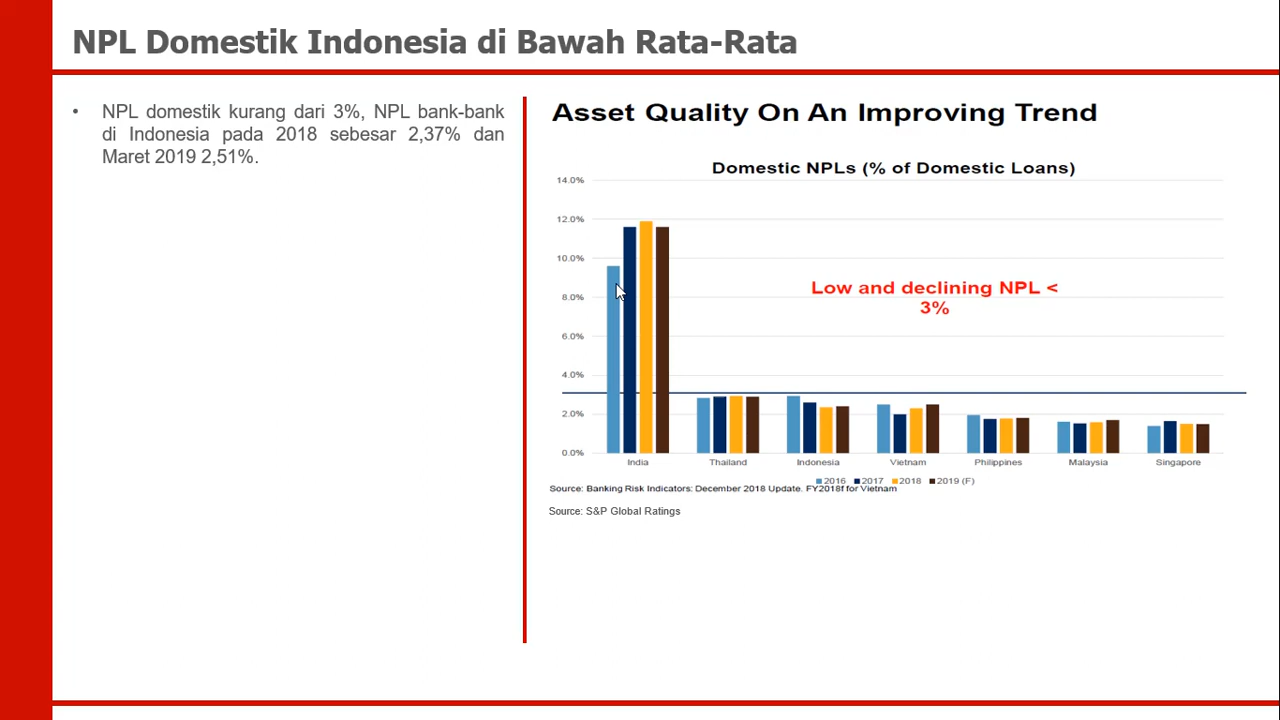 NPL Domestik Indonesia di Bawah Rata-Rata
• NPL domestik kurang dari 3%, NPL bank-bank
di Indonesia pada 2018 sebesar 2,37% dan
Maret 2019 2,51%.
Asset Quality On An Improving Trend
Domestic NPLs (% of Domestic Loans)
14.0%
12.0%
10.0%
8.0%
6.0%
4.0%
2.0%
0.0%
Low and declining NPL <
3%
India Thailand Indonesia Vietnam Philippines Malaysia Singapore
2016 2017 2018 2019 (F)
Source: Banking Risk Indicators: December 2018 Update. FY2018f for Vietnam
Source: S&P Global Ratings